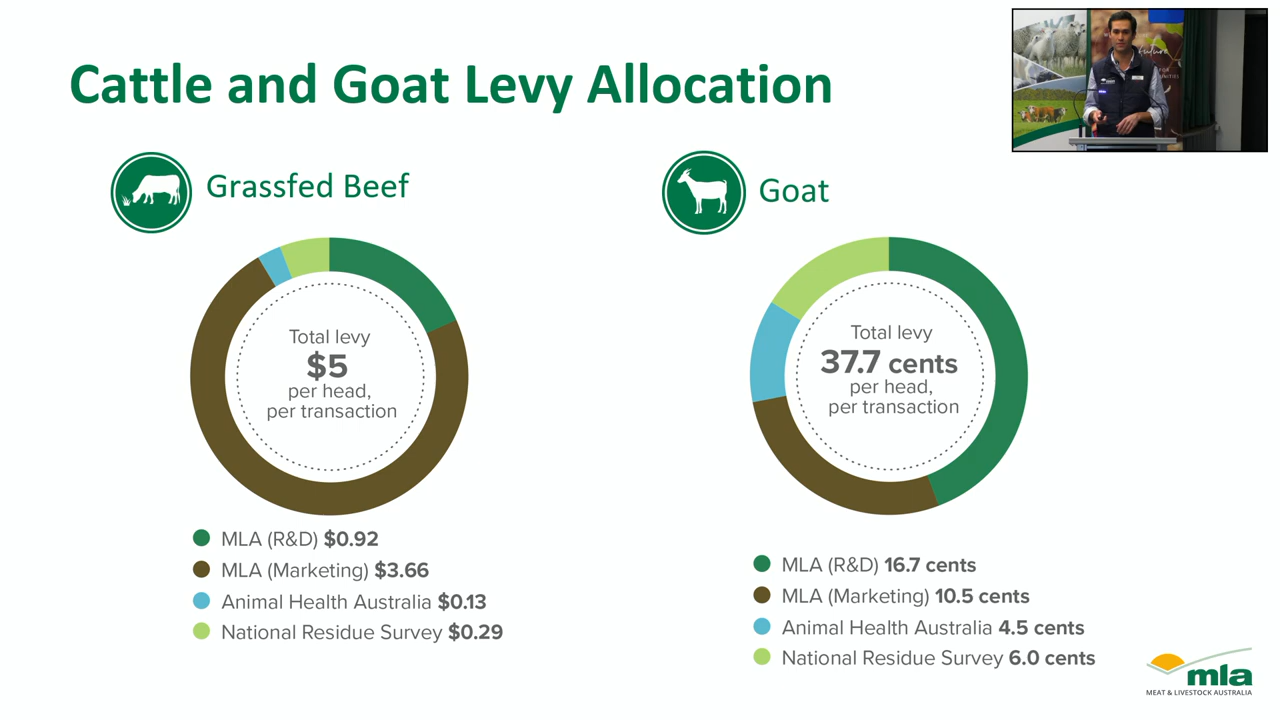 Cattle and Goat Levy Allocation
Grassfed Beef
Total levy
$5
per head,
per transaction
MLA (R&D) $0.92
MLA (Marketing) $3.66
Animal Health Australia $0.13
National Residue Survey $0.29
Goat
Total levy
37.7 cents
per head,
per transaction
MLA (R&D) 16.7 cents
MLA (Marketing) 10.5 cents
Animal Health Australia 4.5 cents
National Residue Survey 6.0 cents
mla
MEAT & LIVESTOCK AUSTRALIA
future